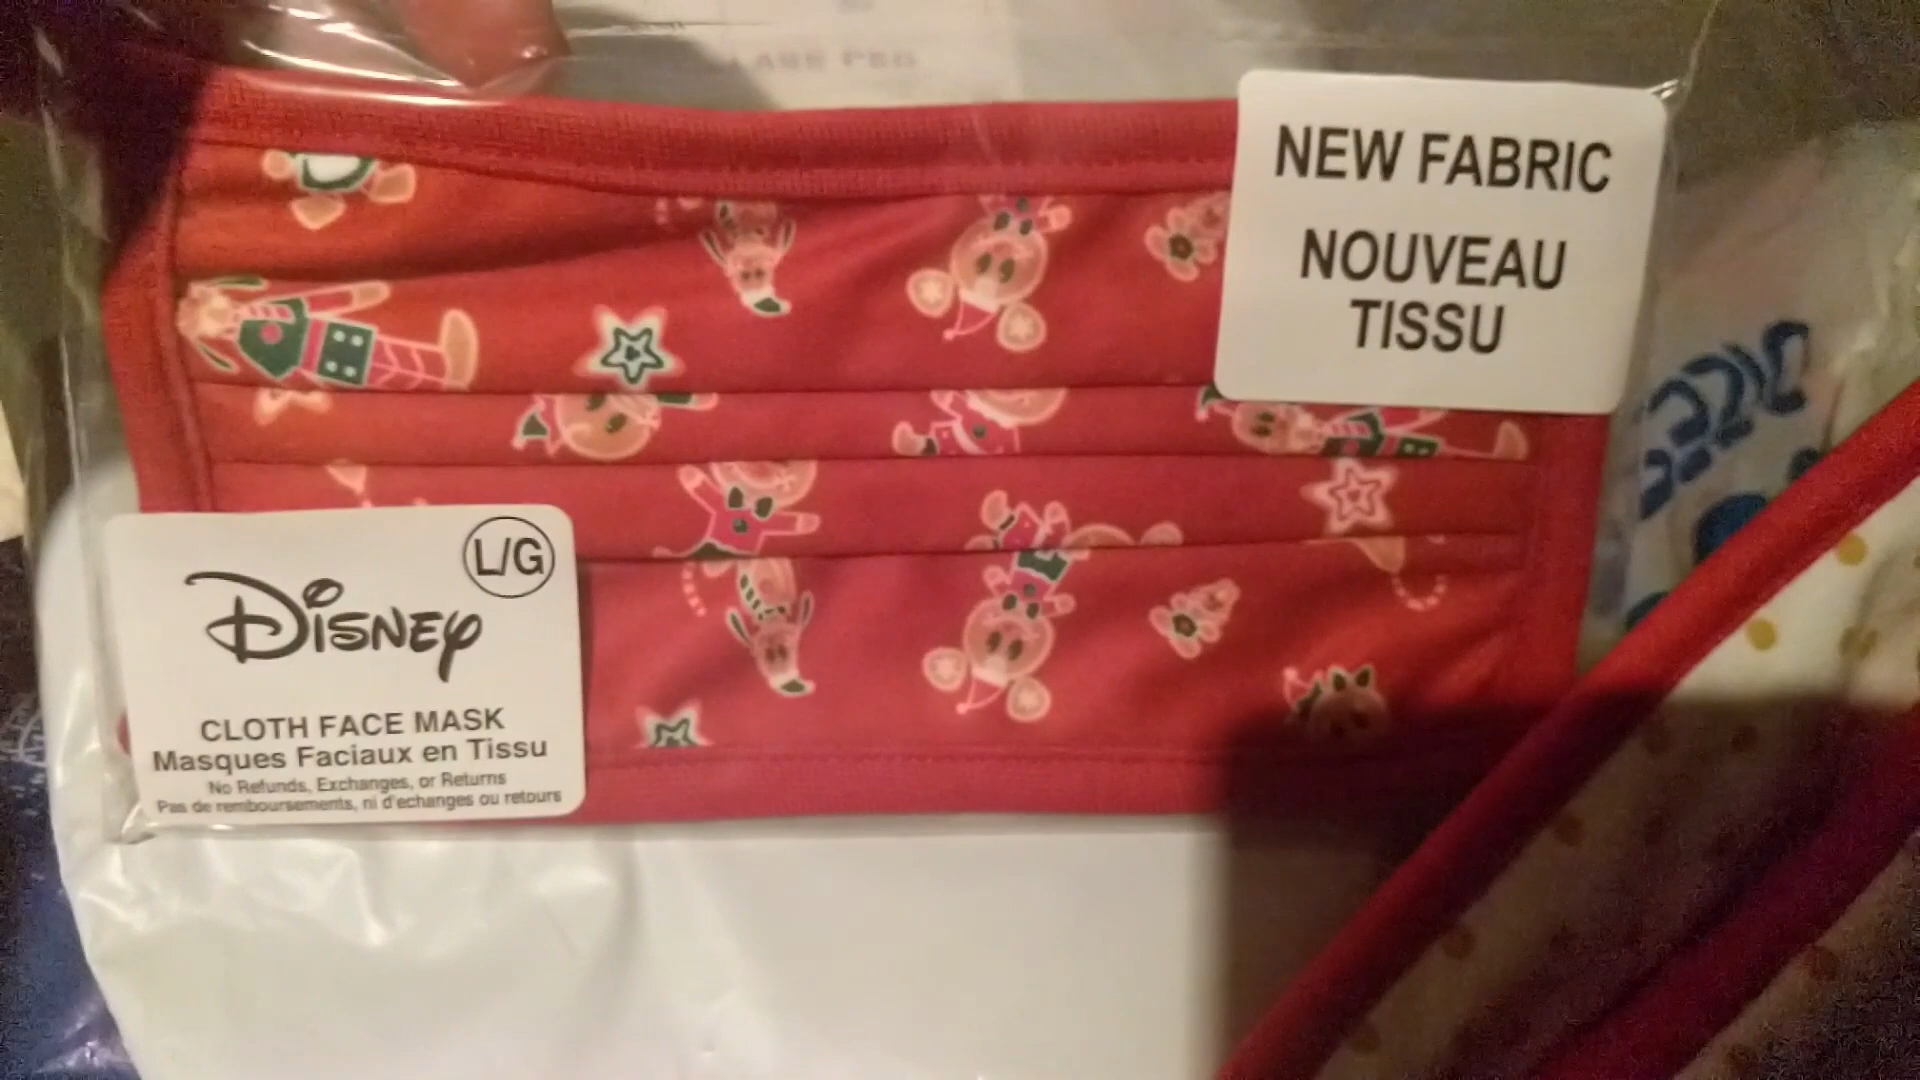 NEW FABRIC
NOUVEAU
TISSU
L/G
Disney
CLOTH FACE MASK
Masques Faciaux en Tissu
No Refunds, Exchanges, or Returns
Pas de remboursements, ni d'echanges ou retours